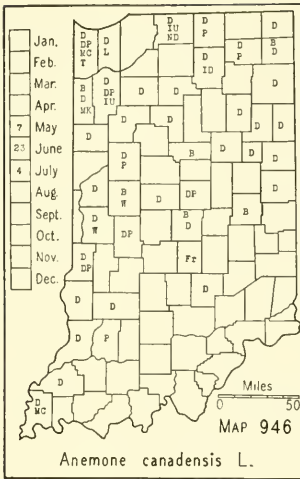 Jan.
Feb.
Mar.
Apr.
7 May
23 June
4 July
Aug.
Sept.
Oct.
Nov.
Dec.
D
DP
MC
T
D
L
D
IU
ND
D
P
D
D
P
B
D
B
D
MK
D
DP
IU
D
D
D
ID
D
D
D
D
D
D
D
P
B
D
D
D
D
B
W
D
DP
D
D
W
DP
B
D
B
D
DP
Fr
D
D
D
D
P
D
D
MC
Miles
0 50
MAP 946
Anemone canadensis L.